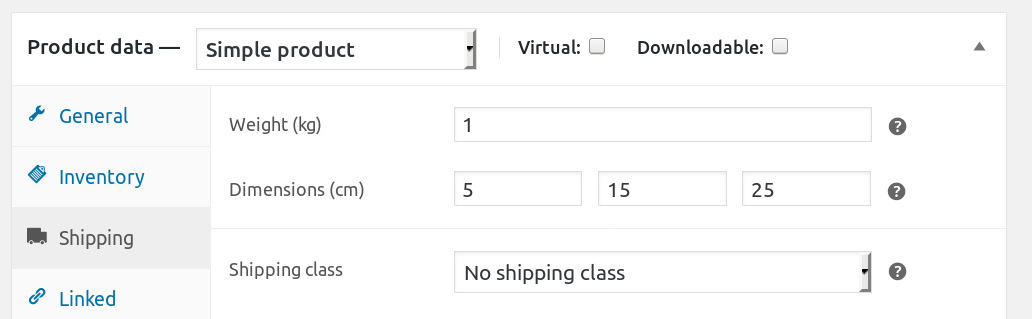 Product data — Simple product Virtual: Downloadable:
General
Weight (kg) 1 ?
Inventory
Dimensions (cm) 5 15 25 ?
Shipping
Shipping class No shipping class ?
Linked